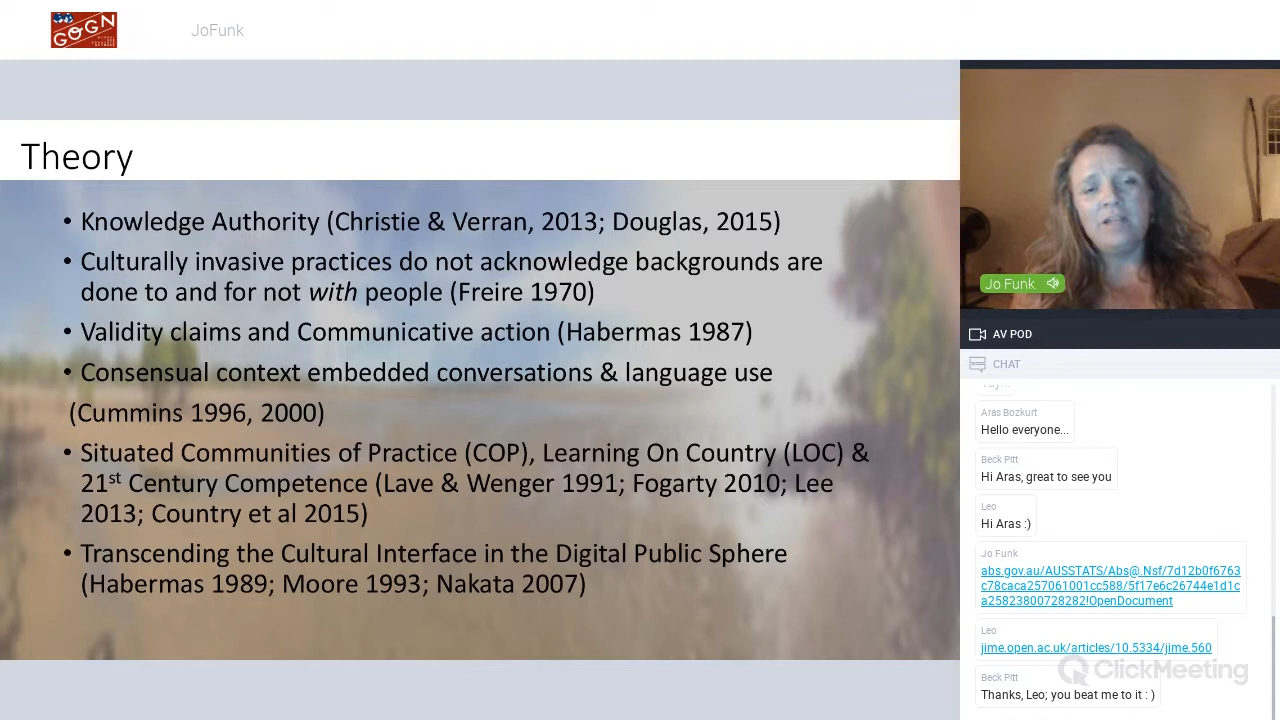 GOGN
JoFunk
Theory
• Knowledge Authority (Christie & Verran, 2013; Douglas, 2015)
• Culturally invasive practices do not acknowledge backgrounds are
done to and for not with people (Freire 1970)
• Validity claims and Communicative action (Habermas 1987)
• Consensual context embedded conversations & language use
(Cummins 1996, 2000)
• Situated Communities of Practice (COP), Learning On Country (LOC) &
21st Century Competence (Lave & Wenger 1991; Fogarty 2010; Lee
2013; Country et al 2015)
• Transcending the Cultural Interface in the Digital Public Sphere
(Habermas 1989; Moore 1993; Nakata 2007)
Jo Funk
AV POD
CHAT
Aras Bozkurt
Hello everyone...
Beck Pitt
Hi Aras, great to see you
Leo
Hi Aras :)
Jo Funk
abs.gov.au/AUSSTATS/Abs@.Nsf/7d12b0f6763
c78caca257061001cc588/5f17e6c26744e1d1c
a25823800728282!OpenDocument
Leo
jime.open.ac.uk/articles/10.5334/jime.560
ClickMeeting
Beck Pitt
Thanks, Leo; you beat me to it : )